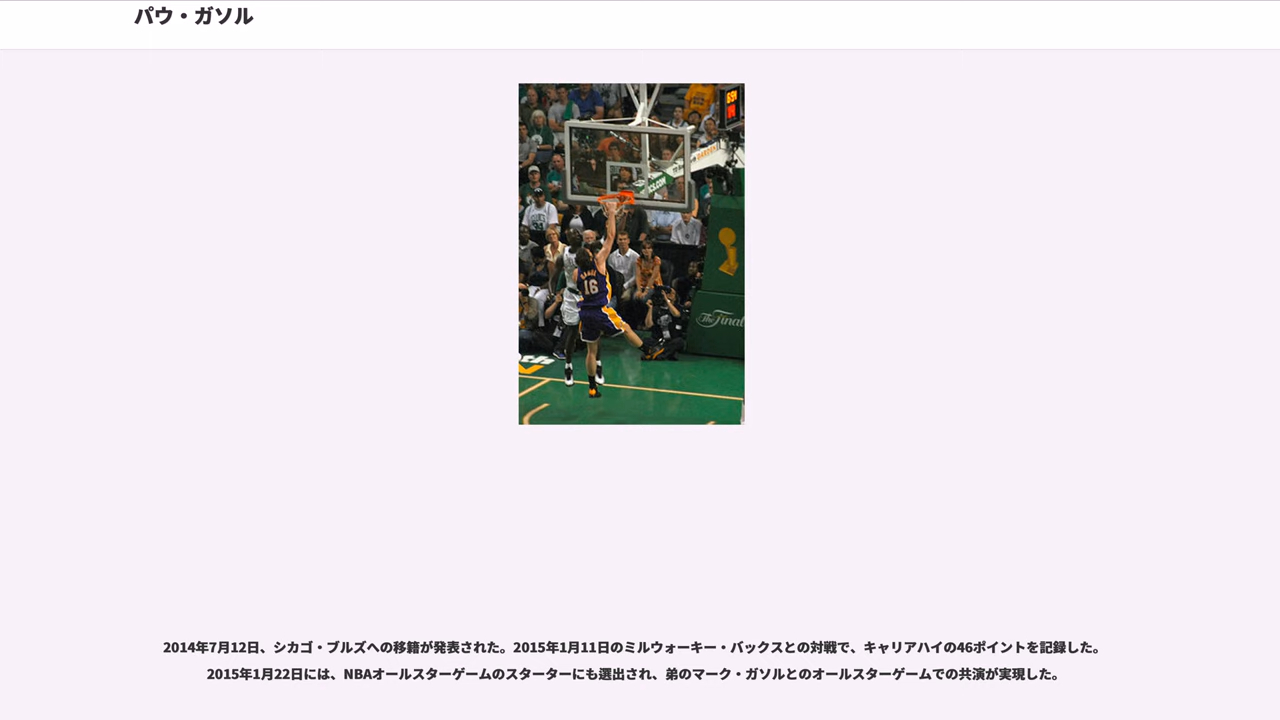 パウ・ガソル
16
The Final
2014年7月12日、シカゴ・ブルズへの移籍が発表された。2015年1月11日のミルウォーキー・バックスとの対戦で、キャリアハイの46ポイントを記録した。
2015年1月22日には、NBAオールスターゲームのスターターにも選出され、弟のマーク・ガソルとのオールスターゲームでの共演が実現した。